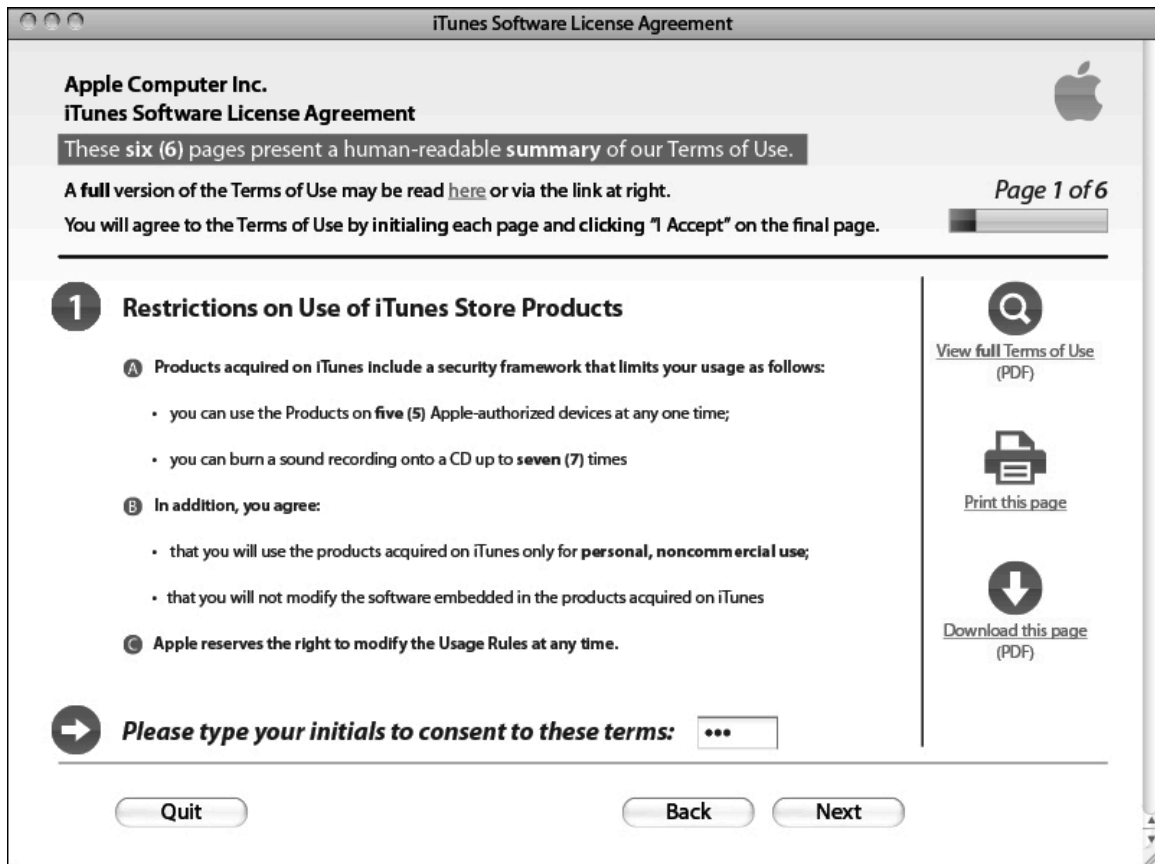 iTunes Software License Agreement
Apple Computer Inc.
iTunes Software License Agreement
These six (6) pages present a human-readable summary of our Terms of Use.
A full version of the Terms of Use may be read here or via the link at right.
You will agree to the Terms of Use by initialing each page and clicking "I Accept" on the final page.
Page 1 of 6
1 Restrictions on Use of iTunes Store Products
A Products acquired on iTunes include a security framework that limits your usage as follows:
• you can use the Products on five (5) Apple-authorized devices at any one time;
• you can burn a sound recording onto a CD up to seven (7) times
B In addition, you agree:
• that you will use the products acquired on iTunes only for personal, noncommercial use;
• that you will not modify the software embedded in the products acquired on iTunes
C Apple reserves the right to modify the Usage Rules at any time.
View full Terms of Use
(PDF)
Print this page
Download this page
(PDF)
Please type your initials to consent to these terms: •••
Quit
Back
Next